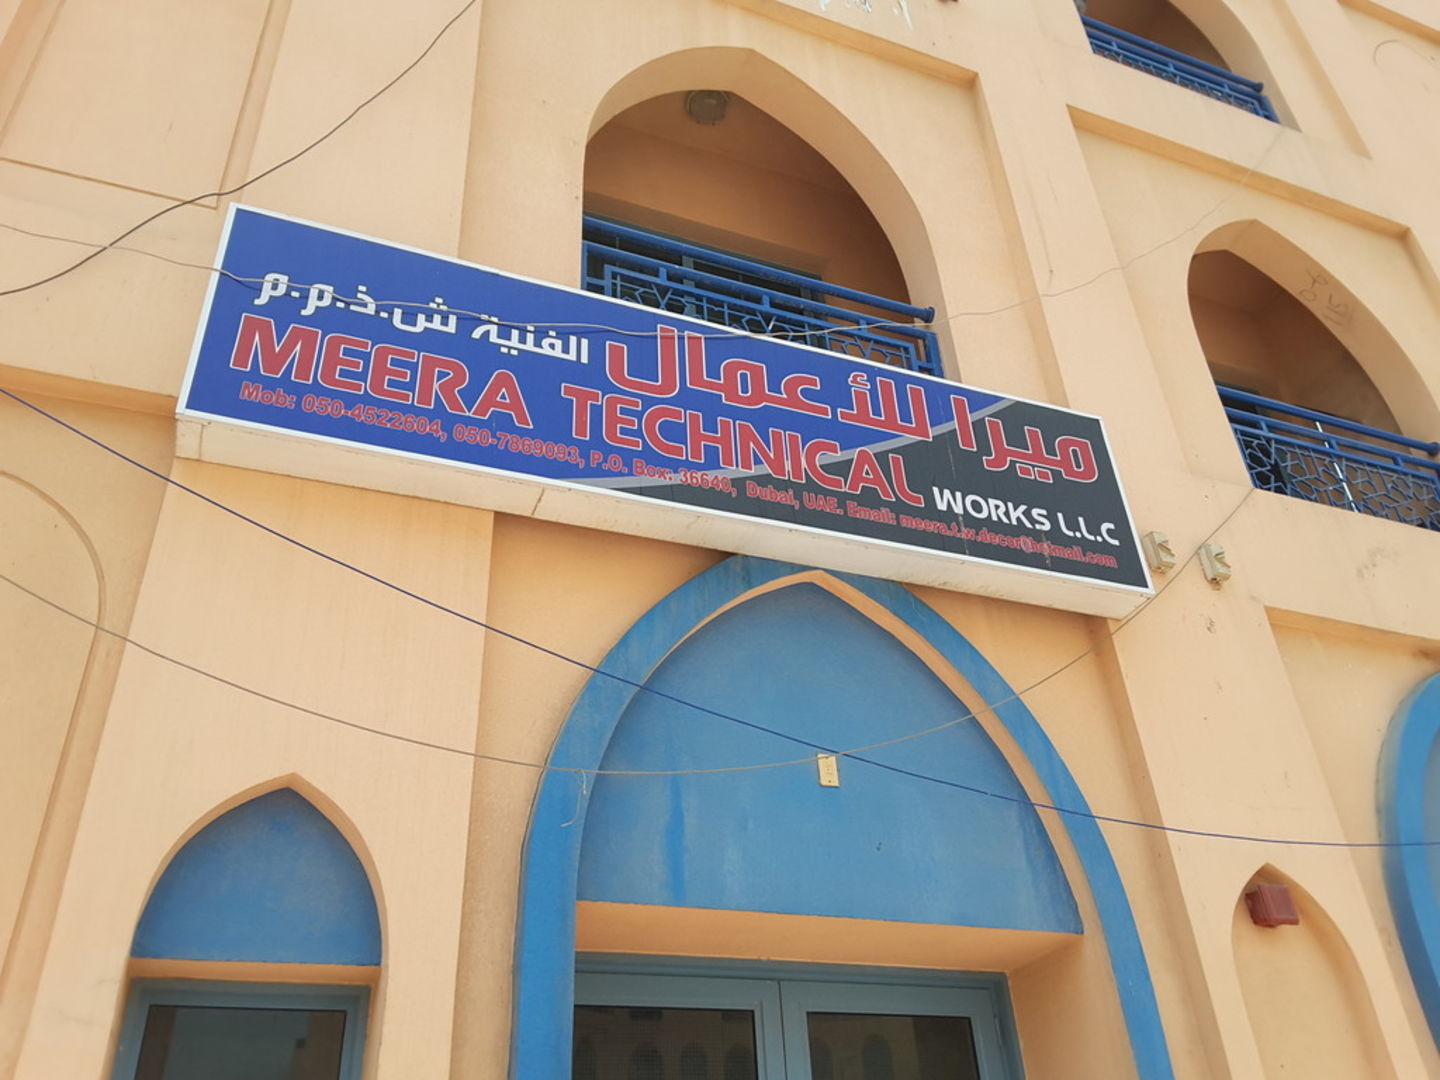 ميرا للأعمال الفنية ش.ذ.م.م
MEERA TECHNICAL WORKS L.L.C
Mob: 050-4522604, 050-7869093, P.O. Box: 36640, Dubai, UAE. Email: meera.t.w.decor@hotmail.com